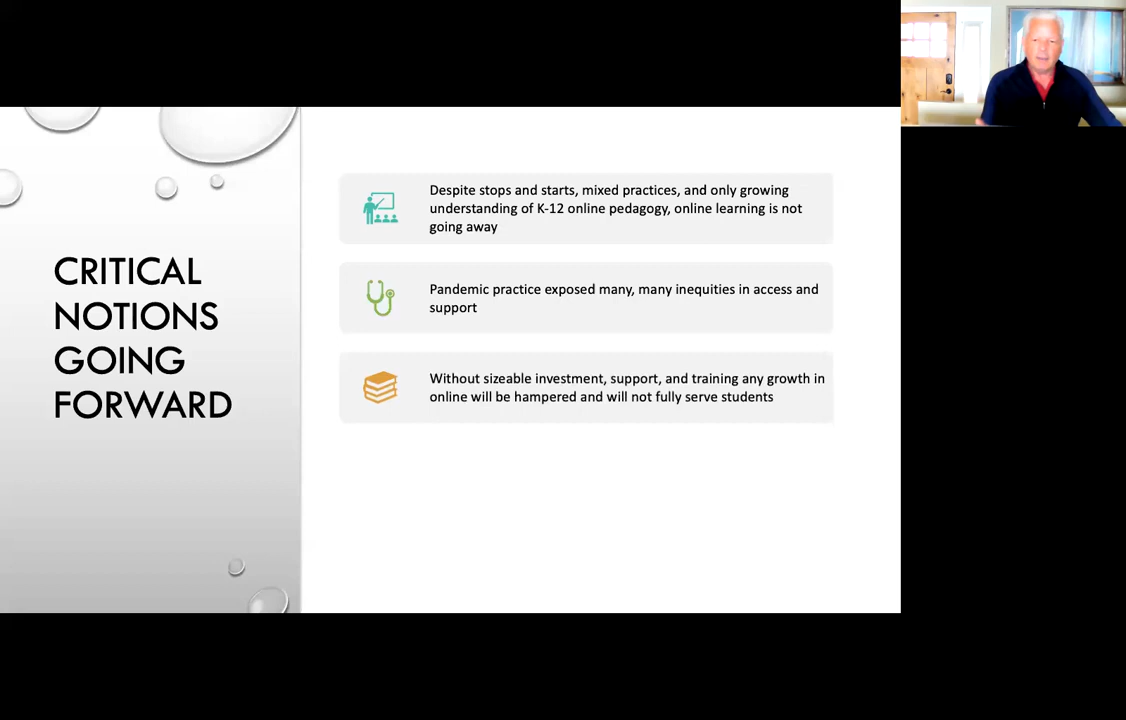 CRITICAL
NOTIONS
GOING
FORWARD
Despite stops and starts, mixed practices, and only growing
understanding of K-12 online pedagogy, online learning is not
going away
Pandemic practice exposed many, many inequities in access and
support
Without sizeable investment, support, and training any growth in
online will be hampered and will not fully serve students